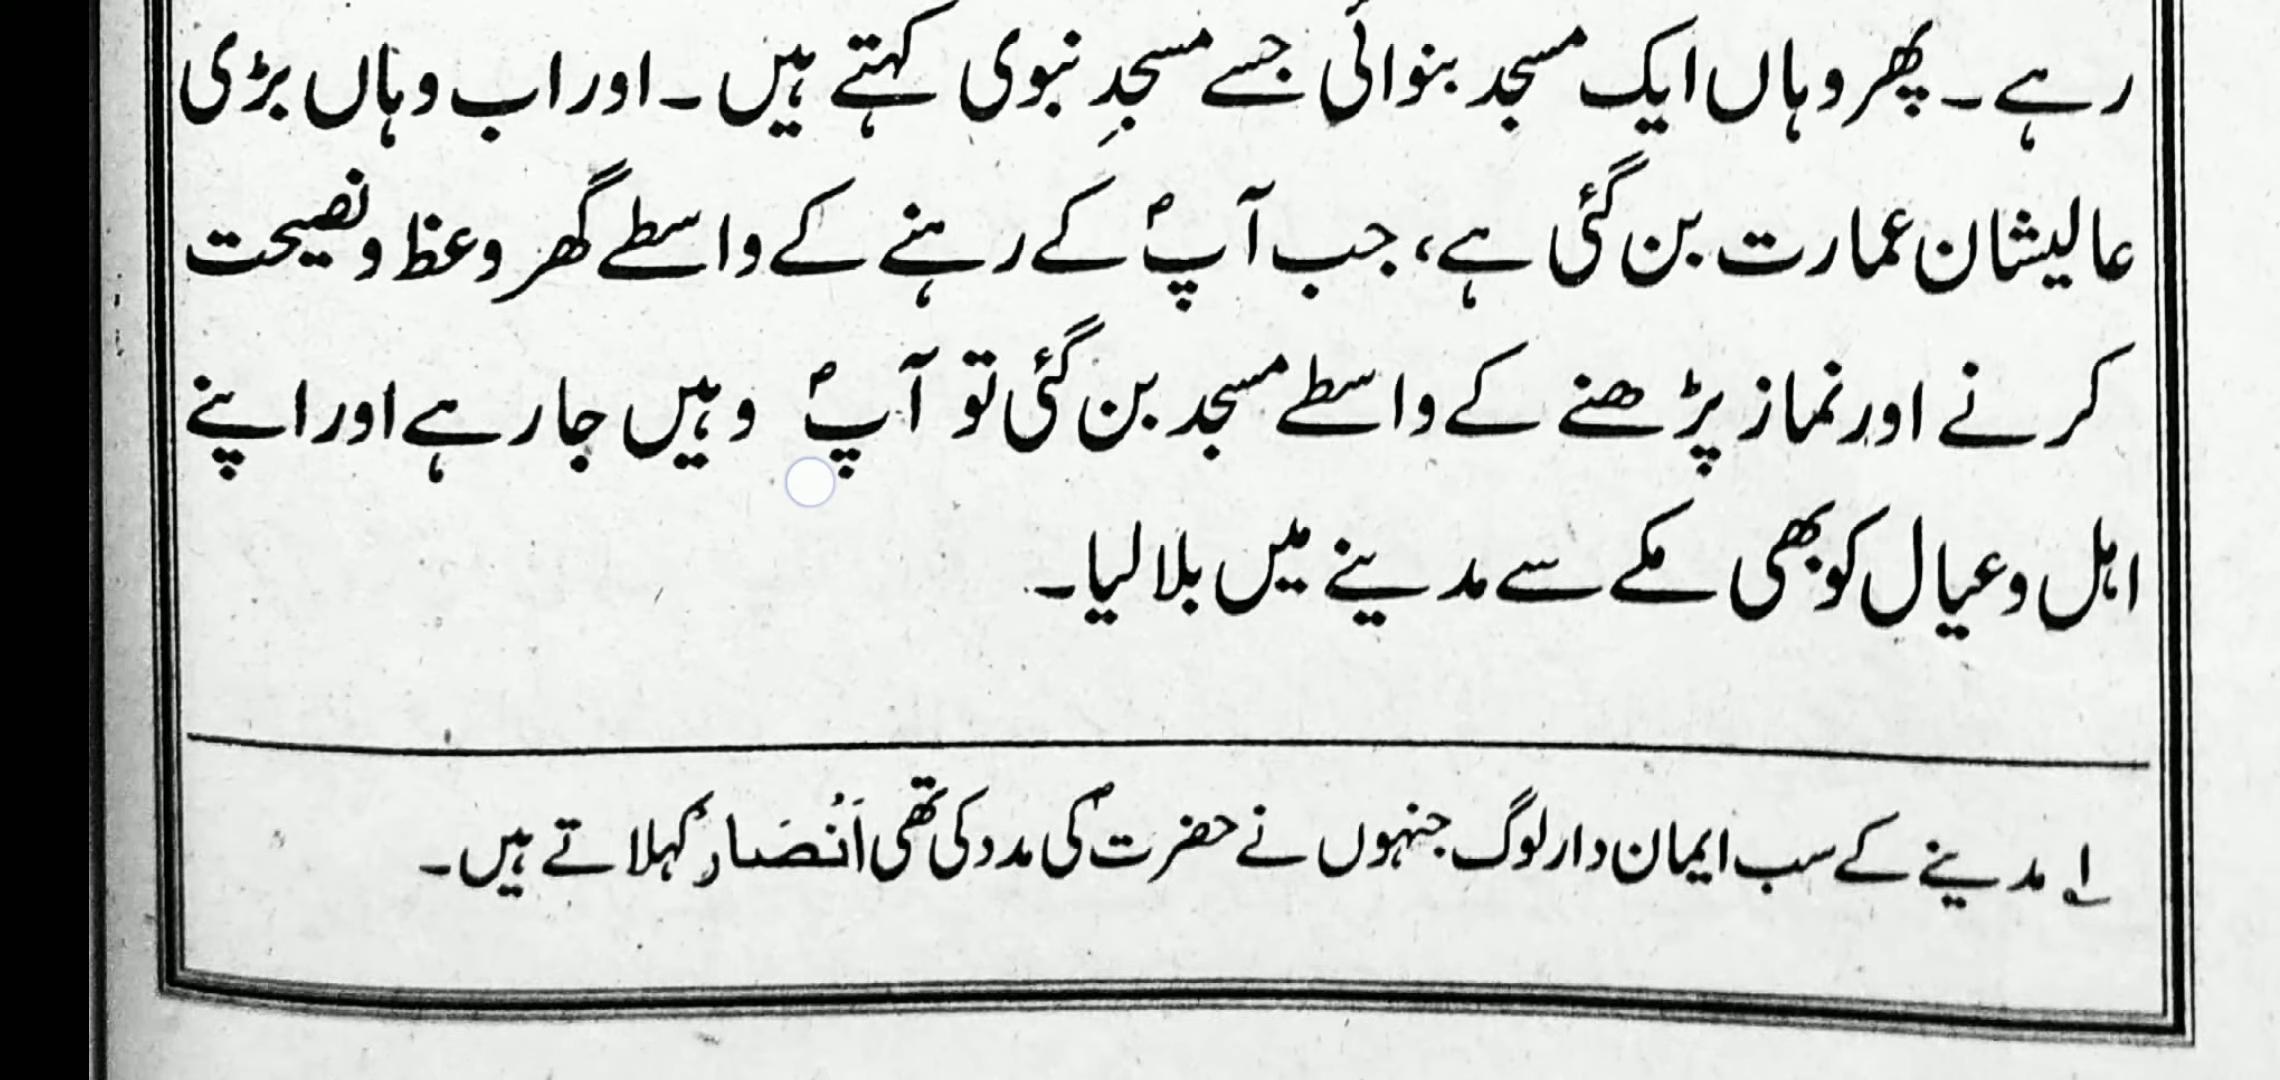 رہے۔ پھر وہاں ایک مسجد بنوائی جسے مسجدِ نبوی کہتے ہیں۔ اور اب وہاں بڑی
عالیشان عمارت بن گئی ہے، جب آپؐ کے رہنے کے واسطے گھر وعظ و نصیحت
کرنے اور نماز پڑھنے کے واسطے مسجد بن گئی تو آپؐ وہیں جا رہے اور اپنے
اہل و عیال کو بھی مکے سے مدینے میں بلا لیا۔
۱؂ مدینے کے سب ایمان دار لوگ جنہوں نے حضرتؐ کی مدد کی تھی اَنْصَار کہلاتے ہیں۔